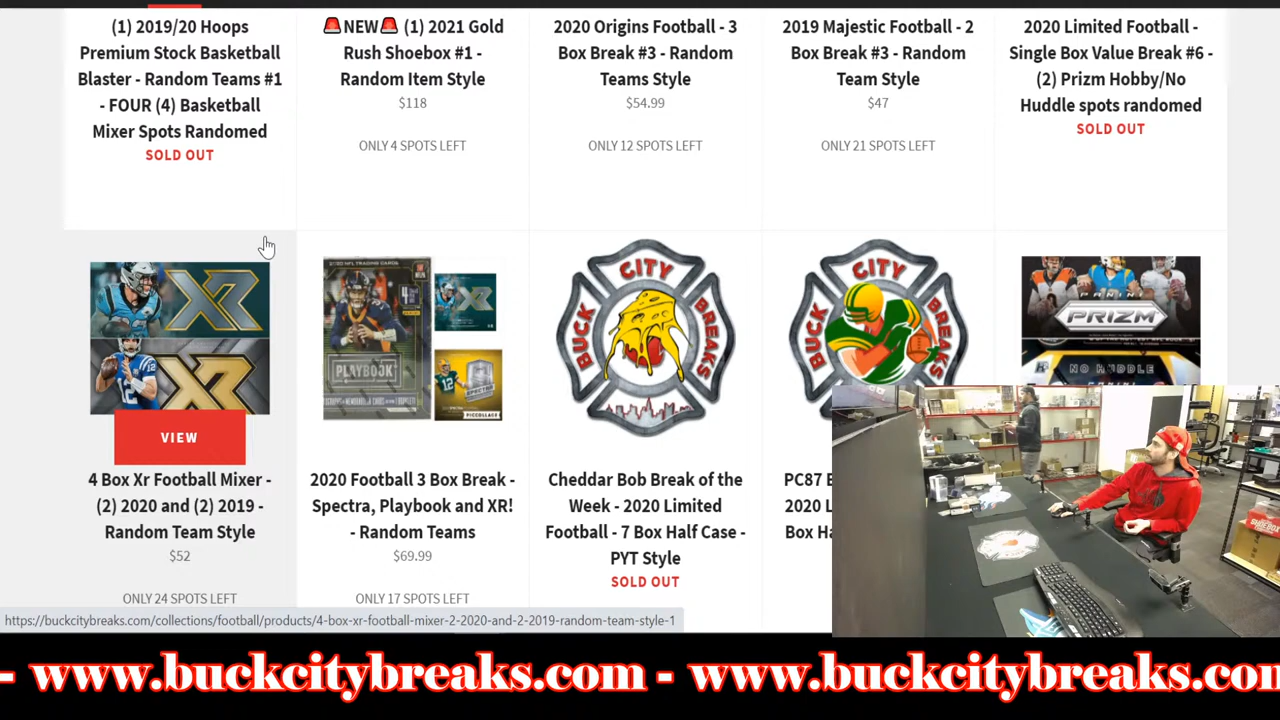 (1) 2019/20 Hoops
Premium Stock Basketball
Blaster - Random Teams #1
- FOUR (4) Basketball
Mixer Spots Randomed
SOLD OUT
🚨NEW🚨 (1) 2021 Gold
Rush Shoebox #1 -
Random Item Style
$118
ONLY 4 SPOTS LEFT
2020 Origins Football - 3
Box Break #3 - Random
Teams Style
$54.99
ONLY 12 SPOTS LEFT
2019 Majestic Football - 2
Box Break #3 - Random
Team Style
$47
ONLY 21 SPOTS LEFT
2020 Limited Football -
Single Box Value Break #6 -
(2) Prizm Hobby/No
Huddle spots randomed
SOLD OUT
XR
XR
VIEW
4 Box Xr Football Mixer -
(2) 2020 and (2) 2019 -
Random Team Style
$52
ONLY 24 SPOTS LEFT
PLAYBOOK
XR
PICCOLLAGE
2020 Football 3 Box Break -
Spectra, Playbook and XR!
- Random Teams
$69.99
ONLY 17 SPOTS LEFT
BUCK CITY BREAKS
Cheddar Bob Break of the
Week - 2020 Limited
Football - 7 Box Half Case -
PYT Style
SOLD OUT
BUCK CITY BREAKS
PC87 B
2020 L
Box Ha
PANINI
PRIZM
NO HUDDLE
https://buckcitybreaks.com/collections/football/products/4-box-xr-football-mixer-2-2020-and-2-2019-random-team-style-1
- www.buckcitybreaks.com - www.buckcitybreaks.com